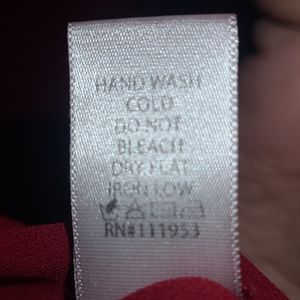 HAND WASH
COLD
DO NOT
BLEACH
DRY FLAT
IRON LOW
RN#111953